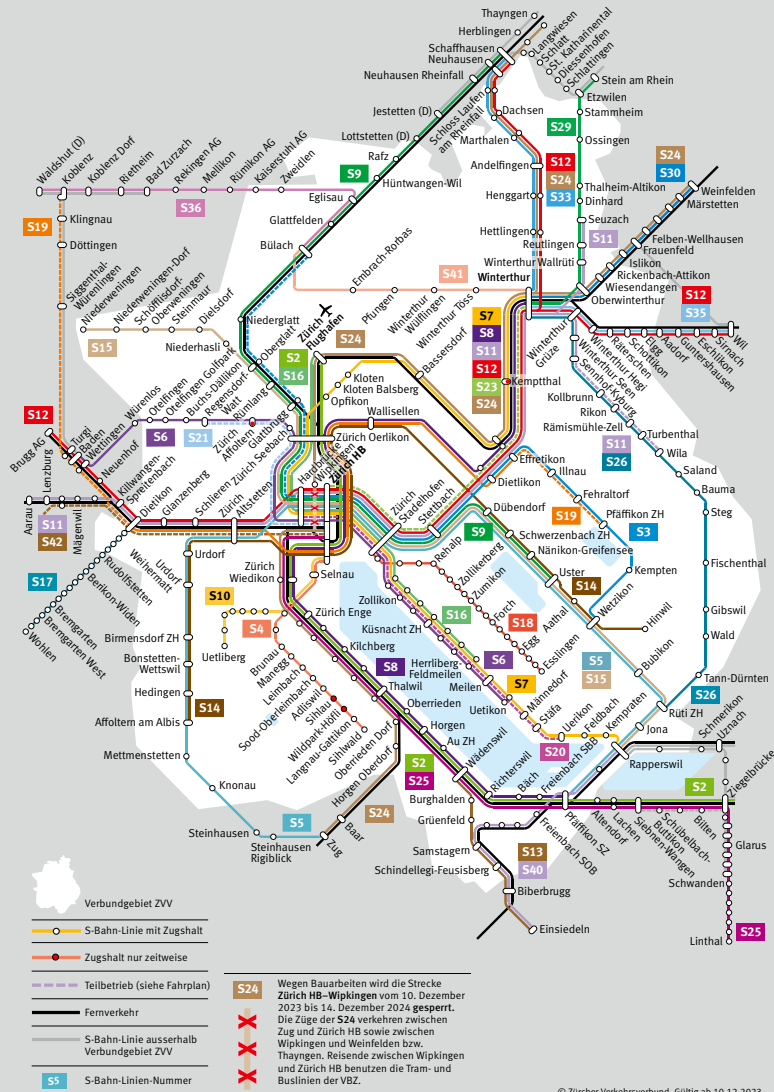 Thayngen
Herblingen
Schaffhausen
Neuhausen
Neuhausen Rheinfall
Langwiesen
Schlatt
St. Katharinental
Diessenhofen
Schlattingen
Stein am Rhein
Etzwilen
Stammheim
S29
Ossingen
Jestetten (D)
Schloss Laufen
am Rheinfall
Dachsen
Lottstetten (D)
Marthalen
Rafz
Andelfingen
S12
S24
S33
S24
S30
Hüntwangen-Wil
S9
Waldshut (D)
Koblenz
Koblenz Dorf
Rietheim
Bad Zurzach
Rekingen AG
Mellikon
Rümikon AG
Kaiserstuhl AG
Zweidlen
S36
Eglisau
Glattfelden
Henggart
Thalheim-Altikon
Dinhard
Weinfelden
Märstetten
S19
Klingnau
Döttingen
Bülach
Hettlingen
Reutlingen
Seuzach
S11
Felben-Wellhausen
Frauenfeld
Islikon
Rickenbach-Attikon
Wiesendangen
Oberwinterthur
Embrach-Rorbas
S41
Winterthur Wallrüti
Winterthur
Siggenthal-
Würenlingen
Niederweningen
Niederweningen-Dorf
Schöfflisdorf-
Oberweningen
Steinmaur
Dielsdorf
S15
Niederglatt
Niederhasli
Oberglatt
Zürich
Flughafen
S24
Pfungen
Winterthur
Wülflingen
Winterthur Töss
S7
S8
S11
S12
S23
S24
S12
S35
Wil
Sirnach
Eschlikon
Guntershausen
Aadorf
Elgg
Schottikon
Räterschen
Winterthur Hegi
Winterthur
Grüze
Winterthur Seen
Sennhof-Kyburg
S2
S16
Bassersdorf
Kemptthal
Kloten
Kloten Balsberg
Opfikon
Kollbrunn
Rikon
Rämismühle-Zell
Turbenthal
S11
S26
Wila
Saland
Bauma
Steg
Fischenthal
Gibswil
Wald
S12
Brugg AG
Turgi
Baden
Wettingen
Neuenhof
Würenlos
Otelfingen
Otelfingen Golfpark
Buchs-Dällikon
Regensdorf-
Watt
Rümlang
S6
S21
Zürich
Affoltern
Glattbrugg
Zürich Seebach
Wallisellen
Zürich Oerlikon
Hardbrücke
Wipkingen
Zürich HB
Lenzburg
Aarau
S11
S42
Mägenwil
Killwangen-
Spreitenbach
Dietikon
Glanzenberg
Schlieren
Zürich
Altstetten
Effretikon
Illnau
Dietlikon
Fehraltorf
S19
Pfäffikon ZH
S3
Kempten
Zürich
Stadelhofen
Stettbach
Dübendorf
S9
Schwerzenbach ZH
Nänikon-Greifensee
Uster
S14
Aathal
Wetzikon
Hinwil
S17
Weihermatt
Rudolfstetten
Berikon-Widen
Bremgarten
Bremgarten West
Wohlen
Urdorf
Urdorf
Birmensdorf ZH
Bonstetten-
Wettswil
Hedingen
S14
Affoltern am Albis
Mettmenstetten
Knonau
Steinhausen
Steinhausen
Rigiblick
S5
Zug
Baar
S24
Horgen Oberdorf
Oberrieden Dorf
Zürich
Wiedikon
Selnau
Zürich Enge
S10
Uetliberg
S4
Brunau
Manegg
Leimbach
Sood-Oberleimbach
Adliswil
Sihlau
Wildpark-Höfli
Langnau-Gattikon
Sihlwald
Kilchberg
S8
Thalwil
Oberrieden
Horgen
Au ZH
Wädenswil
S2
S25
Rehalp
Zollikerberg
Zumikon
Forch
S18
Egg
Esslingen
Zollikon
Küsnacht ZH
S16
Herrliberg-
Feldmeilen
S6
Meilen
S7
Uetikon
Männedorf
Stäfa
S20
Uerikon
Feldbach
Kempraten
S5
S15
Bubikon
Tann-Dürnten
S26
Rüti ZH
Jona
Rapperswil
Schmerikon
Uznach
Ziegelbrücke
S2
Richterswil
Bäch
Freienbach SBB
Pfäffikon SZ
Freienbach SOB
Altendorf
Lachen
Siebnen-Wangen
Schübelbach-
Buttikon
Bilten
Glarus
Schwanden
Linthal
S25
Burghalden
Grüenfeld
Samstagern
Schindellegi-Feusisberg
S13
S40
Biberbrugg
Einsiedeln
Verbundgebiet ZVV
S-Bahn-Linie mit Zugshalt
Zugshalt nur zeitweise
Teilbetrieb (siehe Fahrplan)
Fernverkehr
S-Bahn-Linie ausserhalb
Verbundgebiet ZVV
S5
S-Bahn-Linien-Nummer
S24
Wegen Bauarbeiten wird die Strecke
Zürich HB–Wipkingen vom 10. Dezember
2023 bis 14. Dezember 2024 gesperrt.
Die Züge der S24 verkehren zwischen
Zug und Zürich HB sowie zwischen
Wipkingen und Weinfelden bzw.
Thayngen. Reisende zwischen Wipkingen
und Zürich HB benutzen die Tram- und
Buslinien der VBZ.
© Zürcher Verkehrsverbund, Gültig ab 10.12.2023